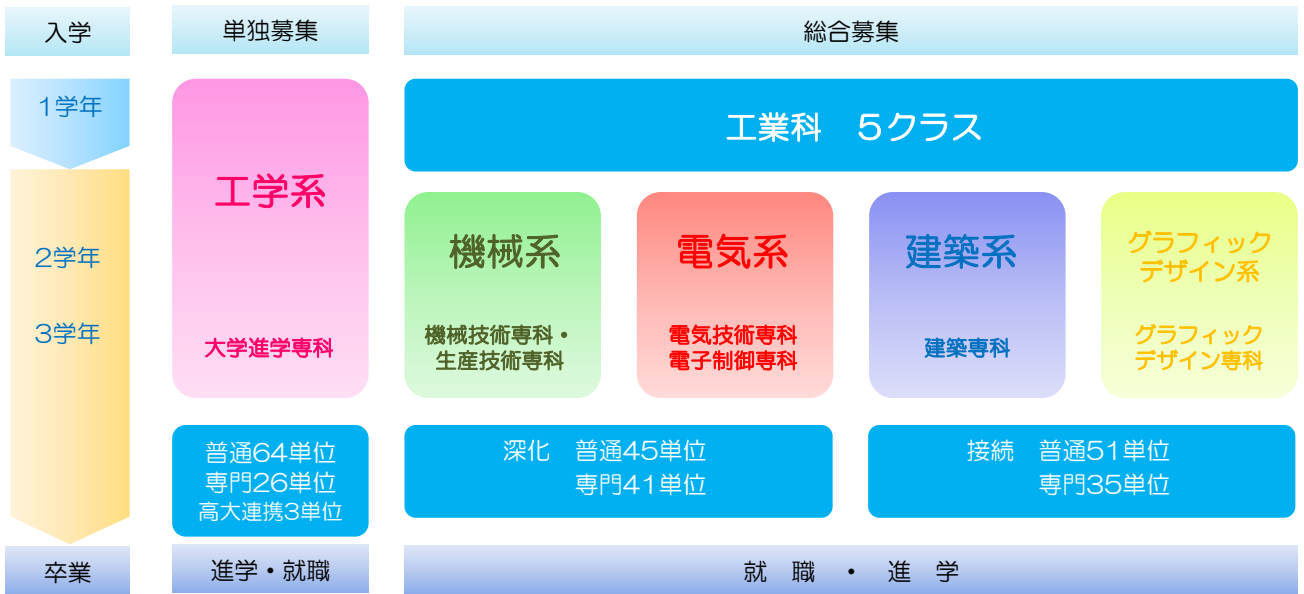 入学
単独募集
総合募集
1学年
工業科　5クラス
工学系
大学進学専科
2学年
3学年
機械系
機械技術専科・
生産技術専科
電気系
電気技術専科
電子制御専科
建築系
建築専科
グラフィック
デザイン系
グラフィック
デザイン専科
普通64単位
専門26単位
高大連携3単位
深化　普通45単位
専門41単位
接続　普通51単位
専門35単位
卒業
進学・就職
就　職　・　進　学